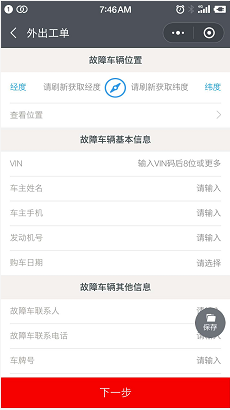 7:46AM
外出工单
故障车辆位置
经度 请刷新获取经度 请刷新获取纬度 纬度
查看位置
故障车辆基本信息
VIN 输入VIN码后8位或更多
车主姓名 请输入
车主手机 请输入
发动机号 请输入
购车日期 请选择
故障车辆其他信息
故障车联系人
故障车联系电话
保存
车牌号 请输入
下一步